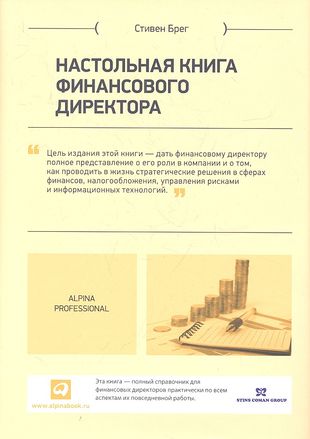 Стивен Брег
НАСТОЛЬНАЯ КНИГА
ФИНАНСОВОГО
ДИРЕКТОРА
“ Цель издания этой книги — дать финансовому директору
полное представление о его роли в компании и о том,
как проводить в жизнь стратегические решения в сферах
финансов, налогообложения, управления рисками
и информационных технологий. ”
ALPINA
PROFESSIONAL
www.alpinabook.ru
Эта книга — полный справочник для
финансовых директоров практически по всем
аспектам их повседневной работы.
STINS COMAN GROUP